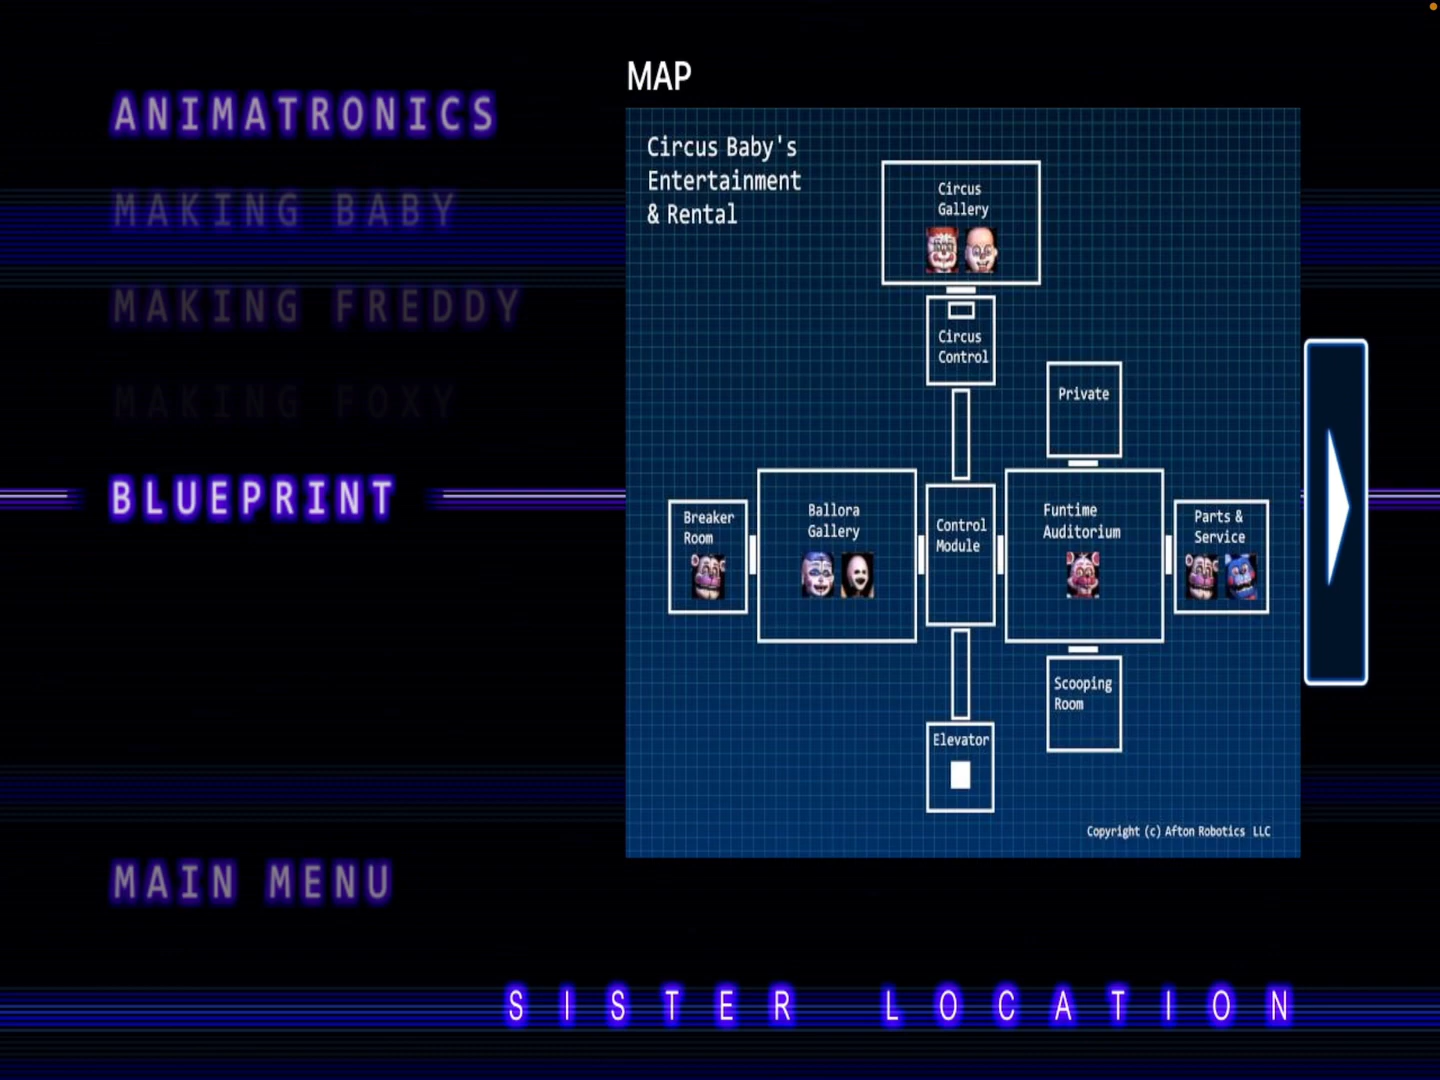 ANIMATRONICS
MAKING BABY
MAKING FREDDY
MAKING FOXY
BLUEPRINT
MAIN MENU
MAP
Circus Baby's
Entertainment
& Rental
Circus
Gallery
Circus
Control
Private
Breaker
Room
Ballora
Gallery
Control
Module
Funtime
Auditorium
Parts &
Service
Scooping
Room
Elevator
Copyright (c) Afton Robotics LLC
SISTER LOCATION